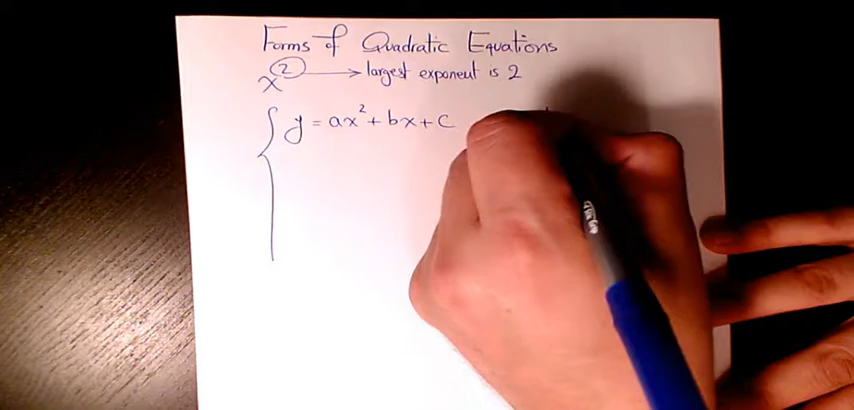 Forms of Quadratic Equations
x² → largest exponent is 2
y = ax² + bx + c